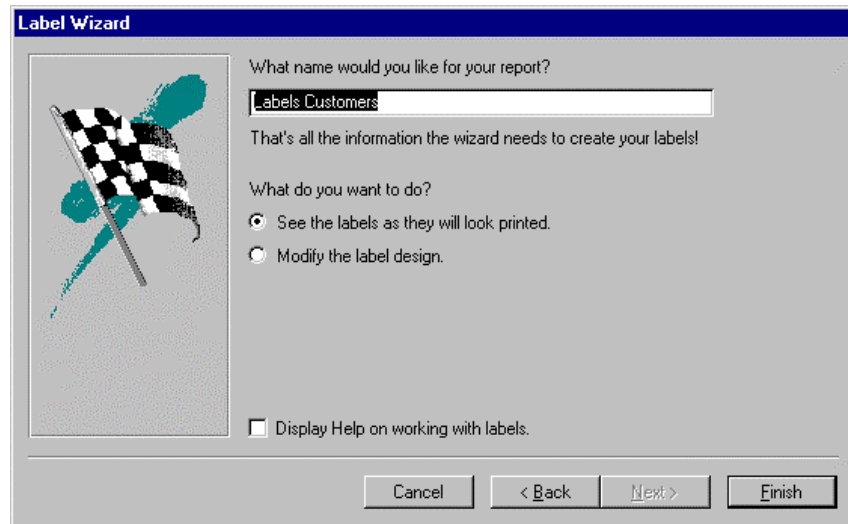 Label Wizard
What name would you like for your report?
Labels Customers
That's all the information the wizard needs to create your labels!
What do you want to do?
See the labels as they will look printed.
Modify the label design.
Display Help on working with labels.
Cancel < Back Next > Finish